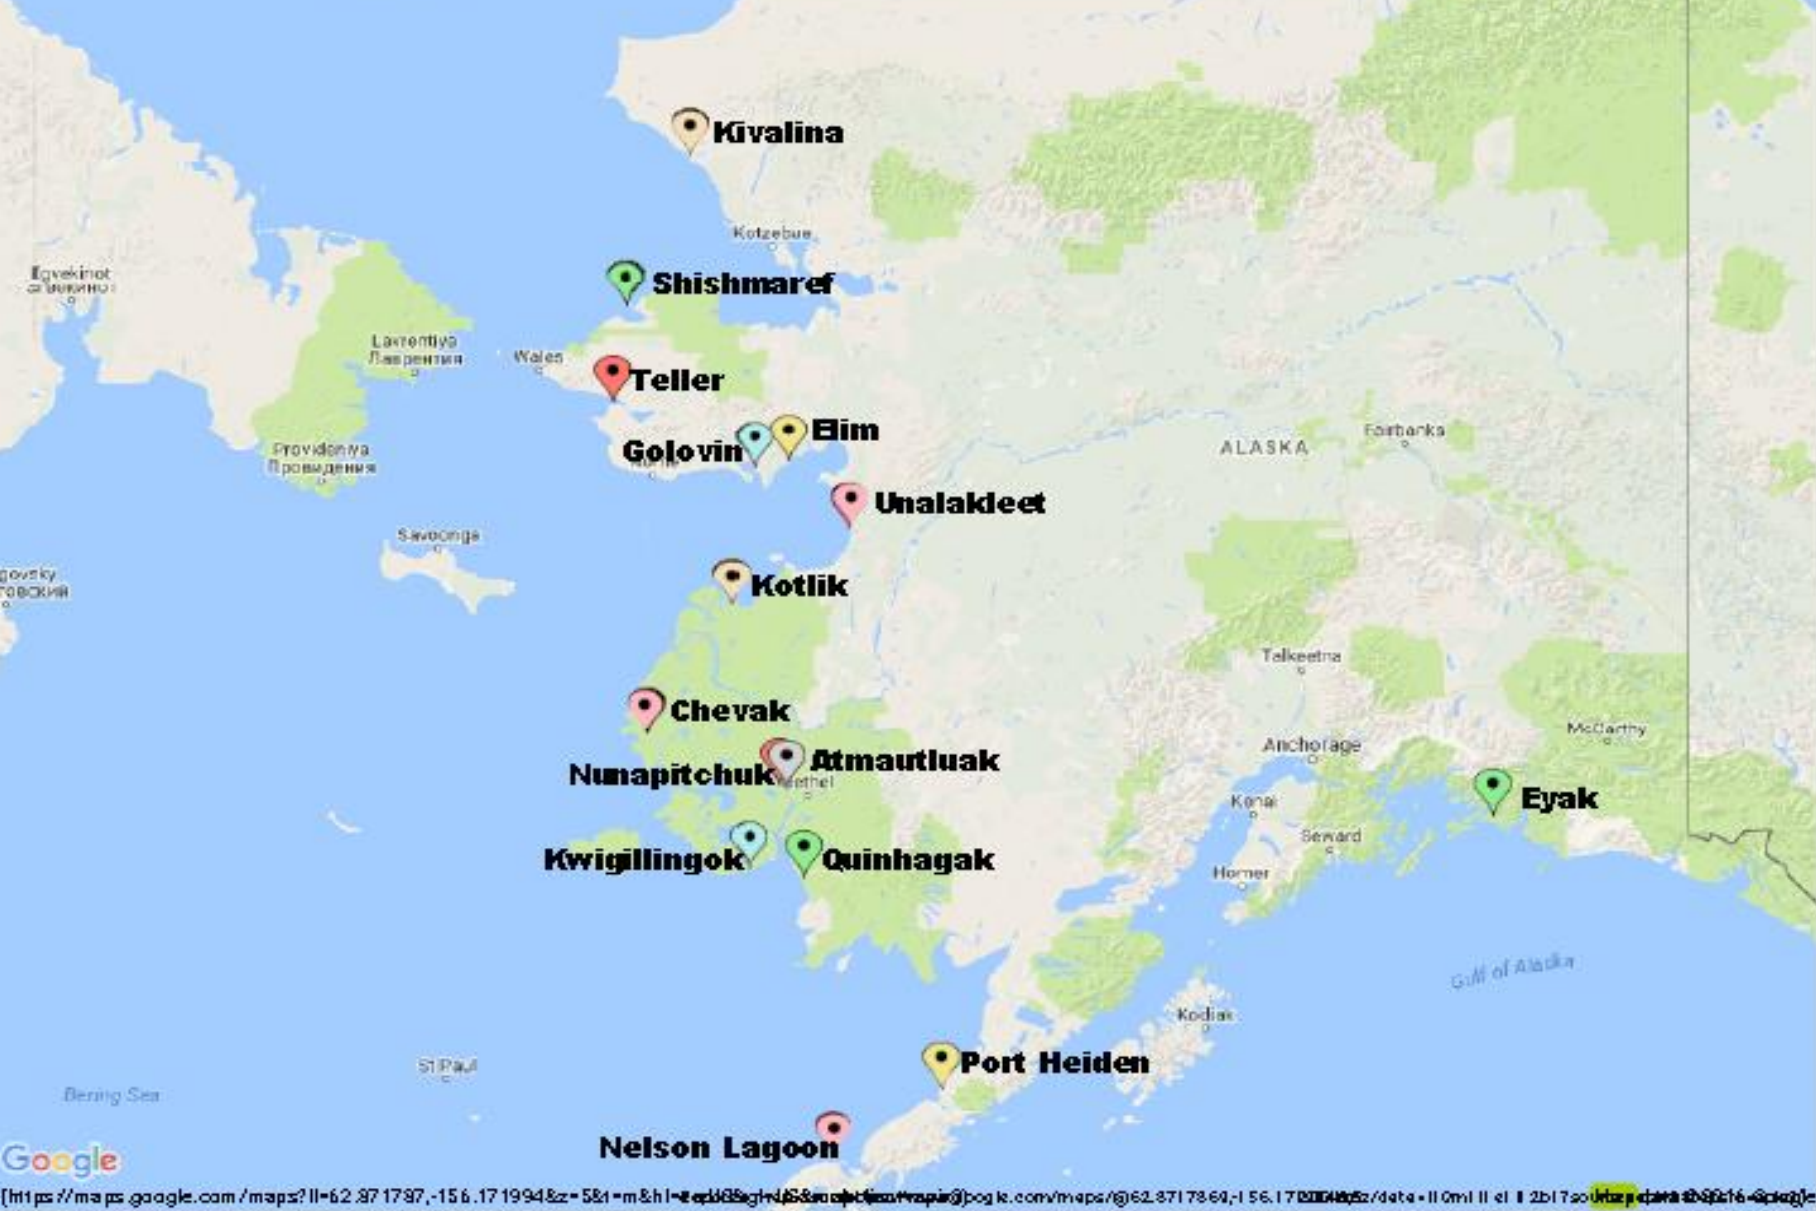 Kivalina
Kotzebue
Egvekinot
Shishmaref
Lavrentiya
Лаврентия
Wales
Teller
Elim
Golovin
Fairbanks
ALASKA
Provideniya
Провидения
Unalakleet
Savoonga
Kotlik
Talkeetna
Chevak
McCarthy
Anchorage
Nunapitchuk
Atmautluak
Eyak
Kenai
Seward
Kwigillingok
Quinhagak
Homer
Gulf of Alaska
Kodiak
Port Heiden
St Paul
Bering Sea
Nelson Lagoon
Google